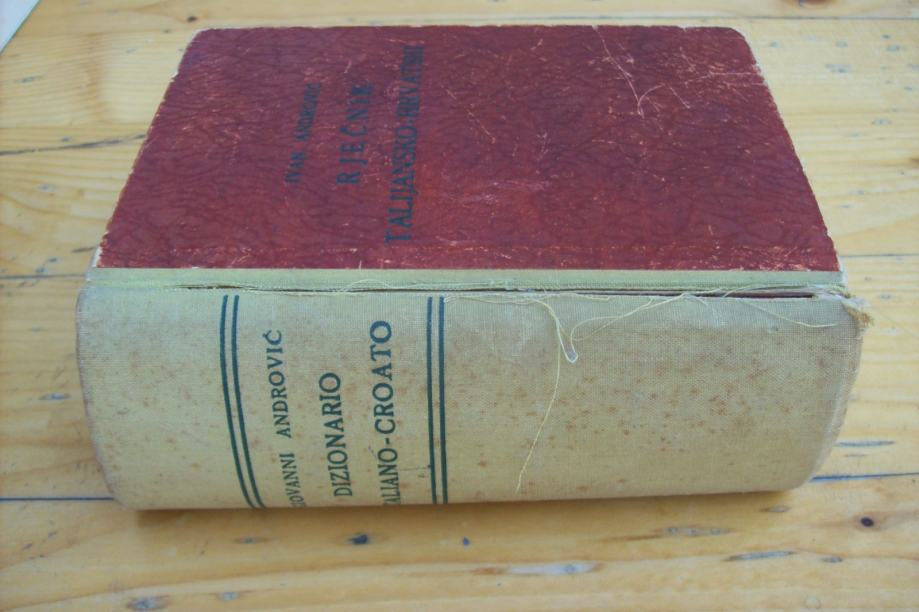 IVAN ANDROVIĆ
RJEČNIK
TALIJANSKO-HRVATSKI
GIOVANNI ANDROVIĆ
DIZIONARIO
ITALIANO-CROATO